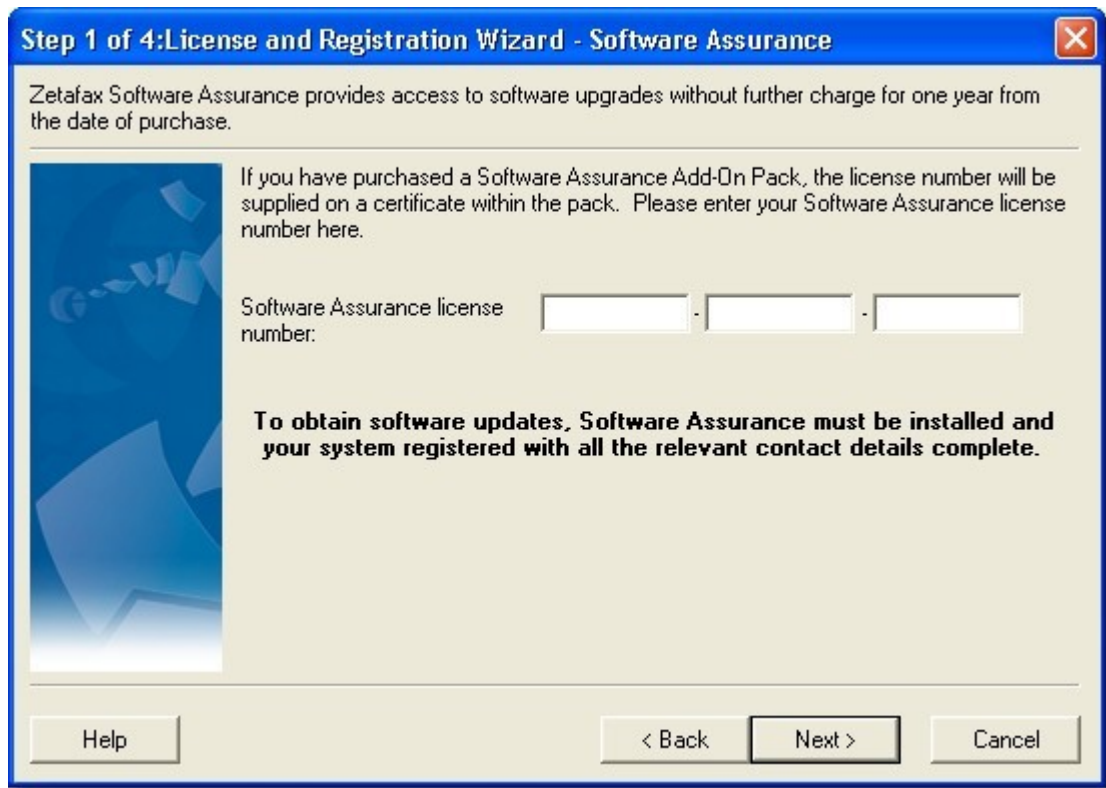 Step 1 of 4:License and Registration Wizard - Software Assurance
Zetafax Software Assurance provides access to software upgrades without further charge for one year from
the date of purchase.
If you have purchased a Software Assurance Add-On Pack, the license number will be
supplied on a certificate within the pack.  Please enter your Software Assurance license
number here.
Software Assurance license
number:
- -
To obtain software updates, Software Assurance must be installed and
your system registered with all the relevant contact details complete.
Help < Back Next > Cancel